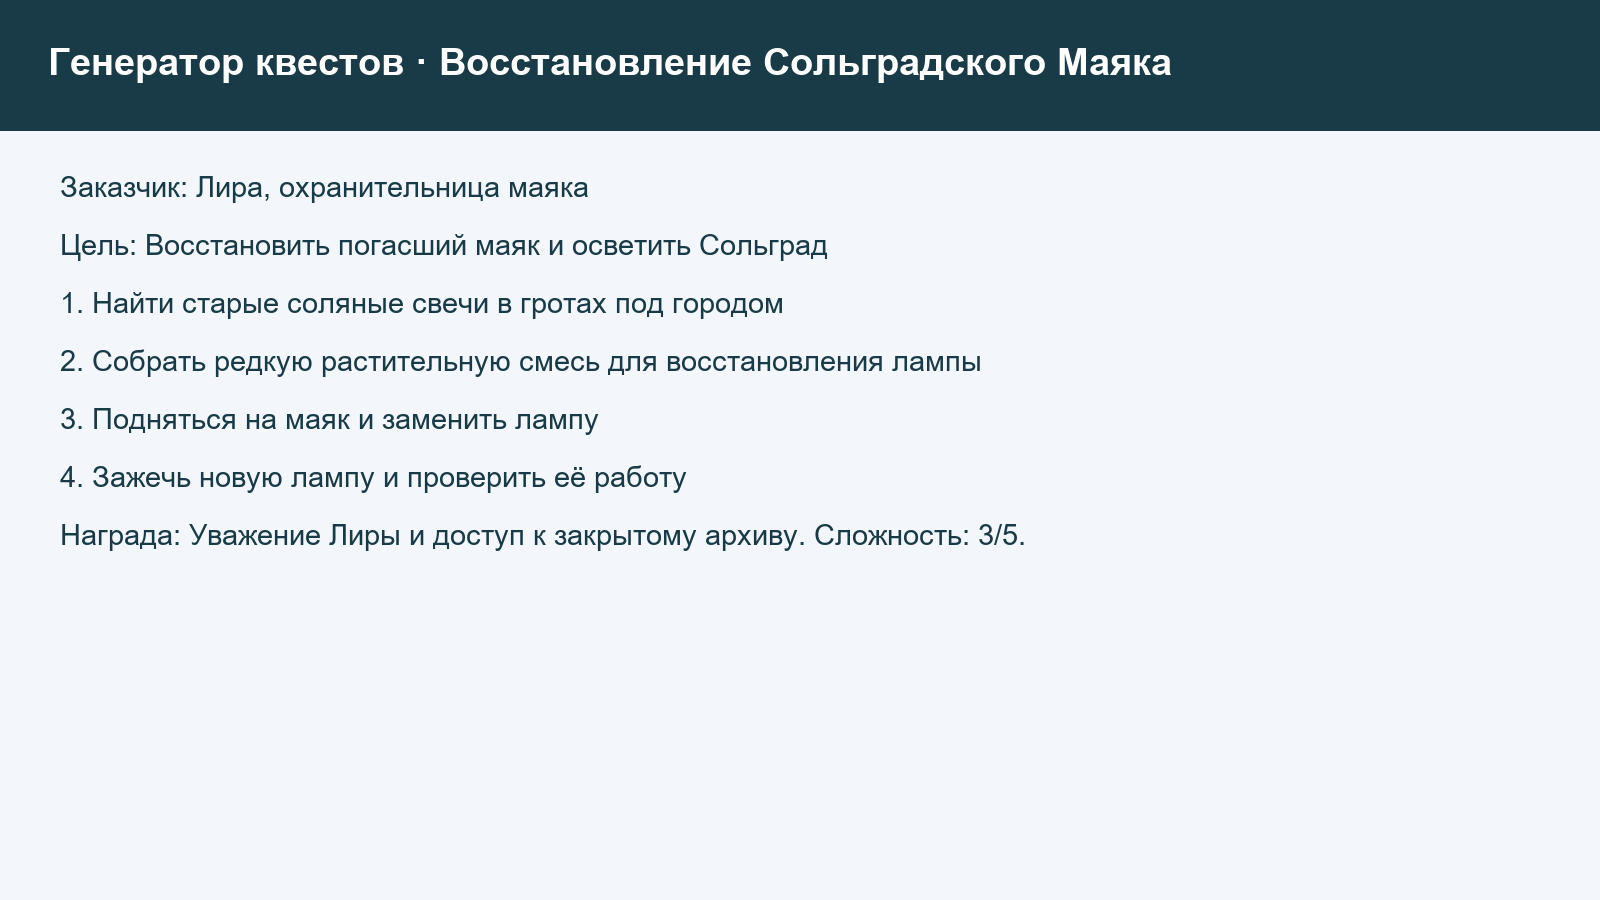 Генератор квестов · Восстановление Сольградского Маяка
Заказчик: Лира, охранительница маяка
Цель: Восстановить погасший маяк и осветить Сольград
1. Найти старые соляные свечи в гротах под городом
2. Собрать редкую растительную смесь для восстановления лампы
3. Подняться на маяк и заменить лампу
4. Зажечь новую лампу и проверить её работу
Награда: Уважение Лиры и доступ к закрытому архиву. Сложность: 3/5.